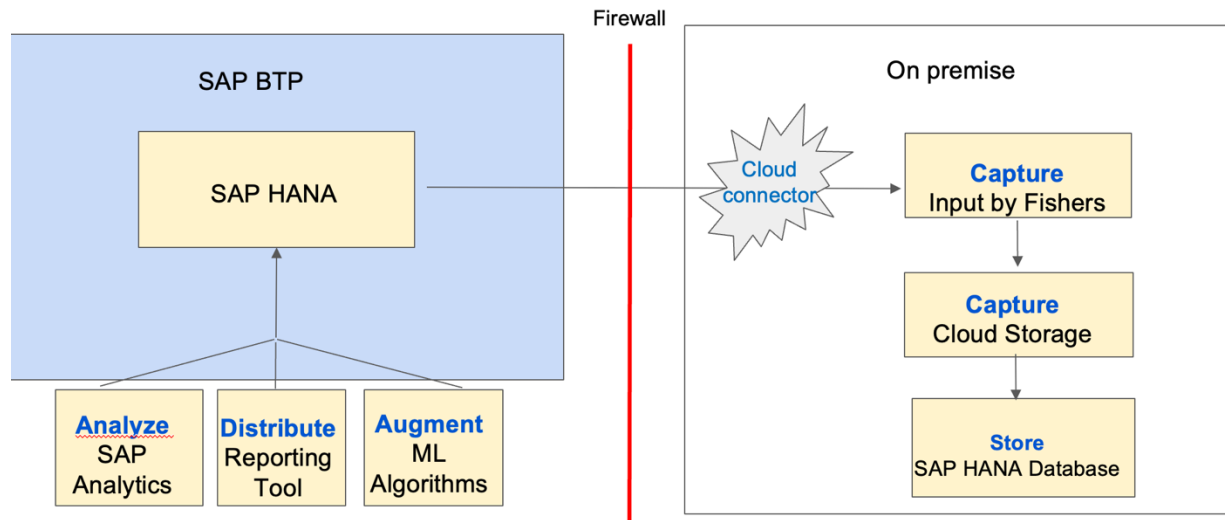 Firewall
SAP BTP
SAP HANA
Analyze
SAP
Analytics
Distribute
Reporting
Tool
Augment
ML
Algorithms
On premise
Cloud
connector
Capture
Input by Fishers
Capture
Cloud Storage
Store
SAP HANA Database